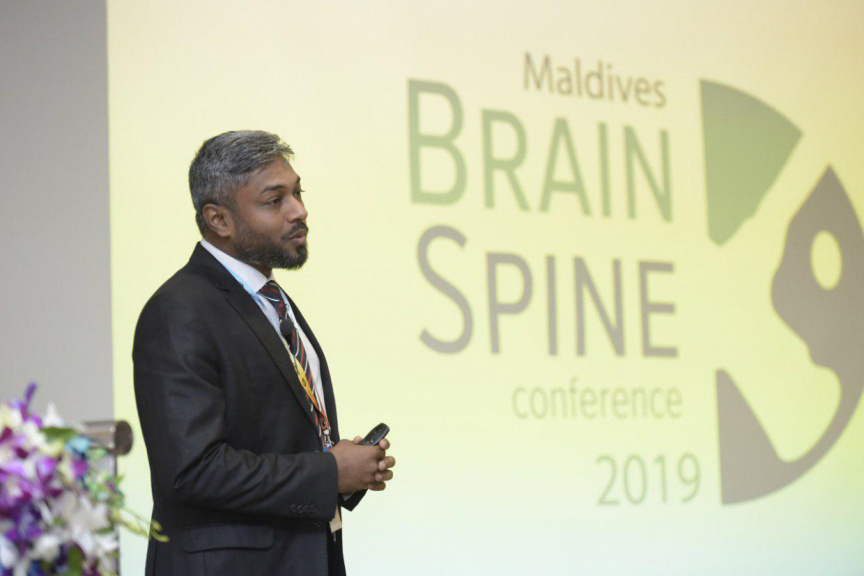 Maldives
BRAIN
SPINE
conference
2019